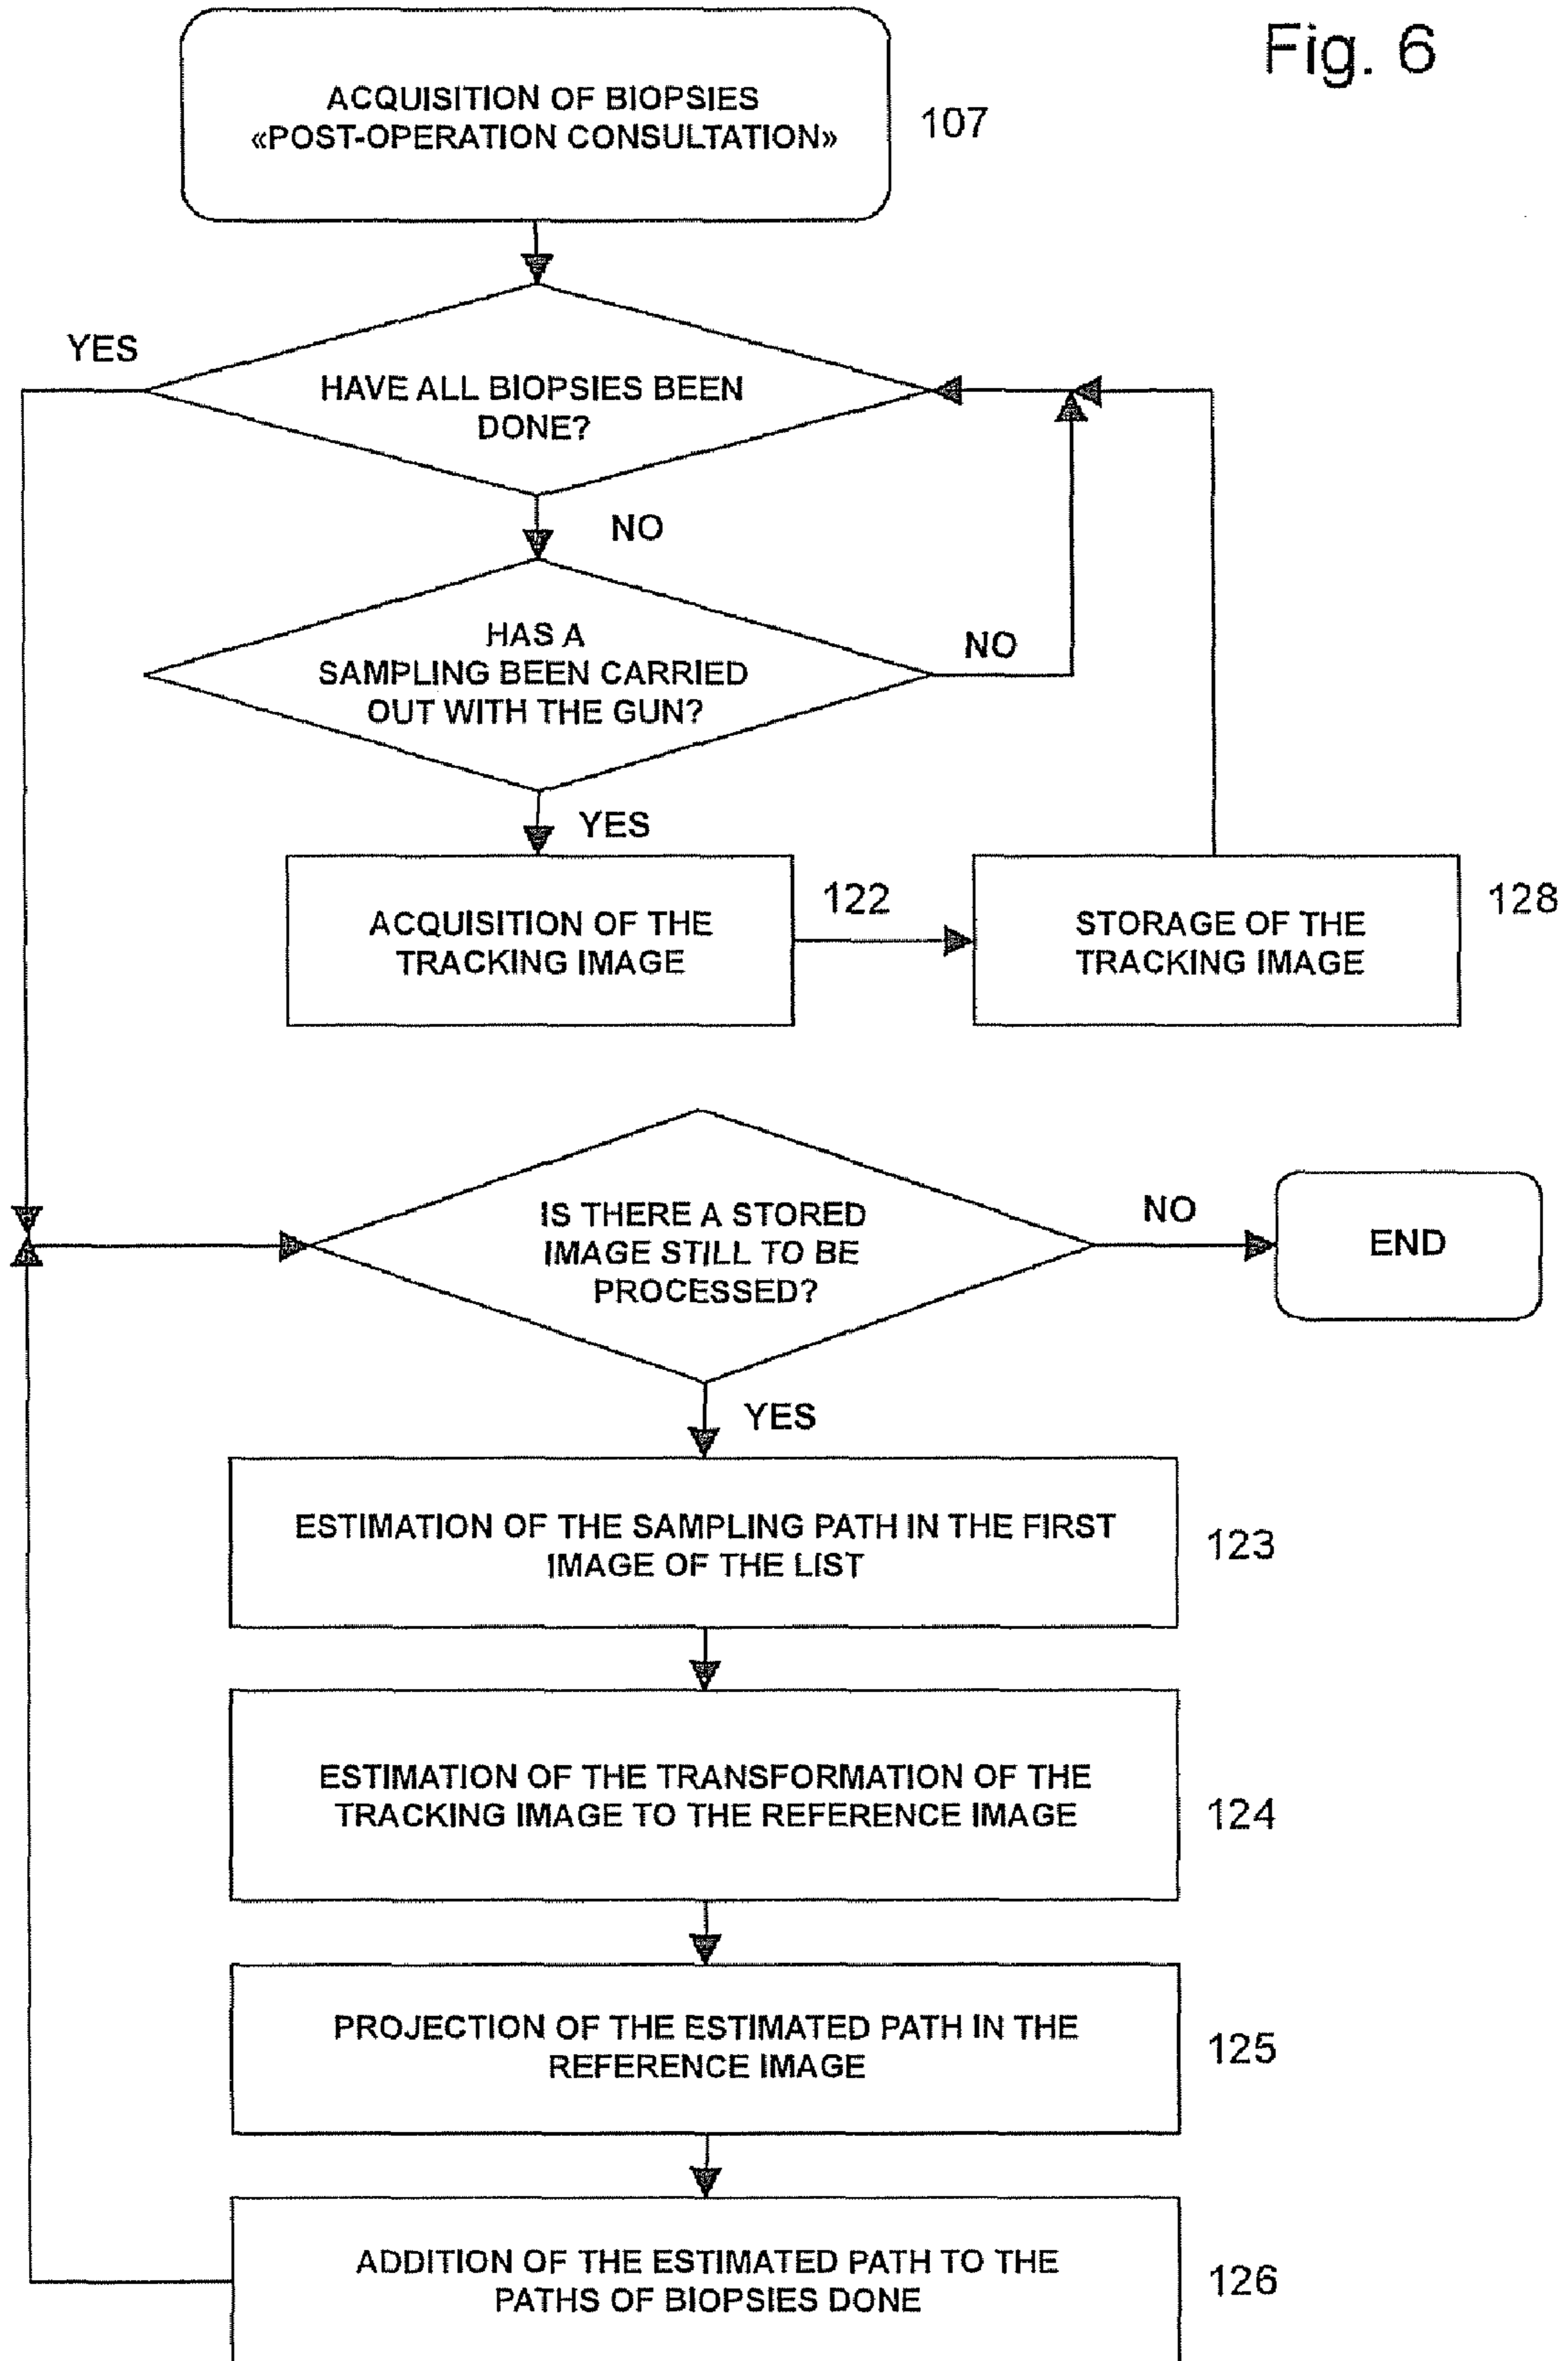 Fig. 6
ACQUISITION OF BIOPSIES
«POST-OPERATION CONSULTATION»
107
YES
HAVE ALL BIOPSIES BEEN
DONE?
NO
HAS A
SAMPLING BEEN CARRIED
OUT WITH THE GUN?
NO
YES
ACQUISITION OF THE
TRACKING IMAGE
122
STORAGE OF THE
TRACKING IMAGE
128
IS THERE A STORED
IMAGE STILL TO BE
PROCESSED?
NO
END
YES
ESTIMATION OF THE SAMPLING PATH IN THE FIRST
IMAGE OF THE LIST
123
ESTIMATION OF THE TRANSFORMATION OF THE
TRACKING IMAGE TO THE REFERENCE IMAGE
124
PROJECTION OF THE ESTIMATED PATH IN THE
REFERENCE IMAGE
125
ADDITION OF THE ESTIMATED PATH TO THE
PATHS OF BIOPSIES DONE
126